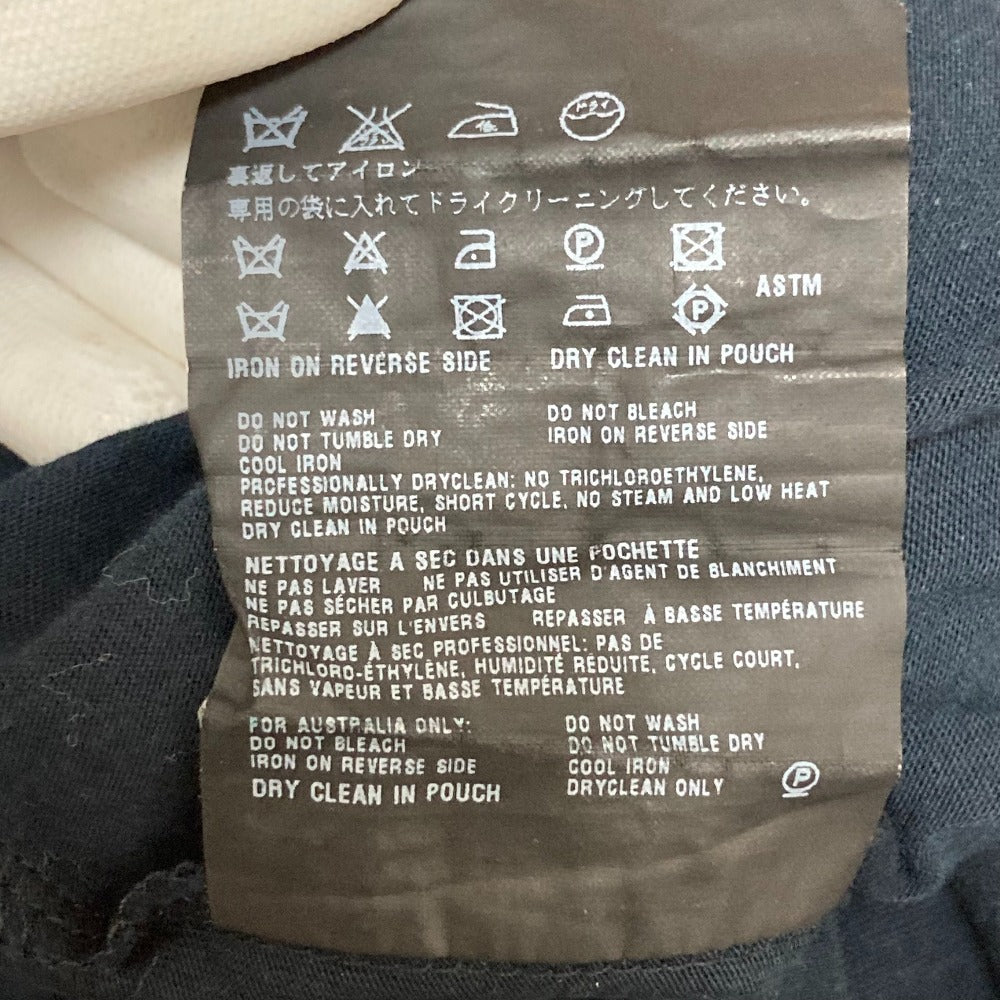 低 ドライ
裏返してアイロン
専用の袋に入れてドライクリーニングしてください。
P
P ASTM
IRON ON REVERSE SIDE DRY CLEAN IN POUCH
DO NOT WASH DO NOT BLEACH
DO NOT TUMBLE DRY IRON ON REVERSE SIDE
COOL IRON
PROFESSIONALLY DRYCLEAN: NO TRICHLOROETHYLENE,
REDUCE MOISTURE, SHORT CYCLE, NO STEAM AND LOW HEAT
DRY CLEAN IN POUCH
NETTOYAGE A SEC DANS UNE POCHETTE
NE PAS LAVER NE PAS UTILISER D'AGENT DE BLANCHIMENT
NE PAS SÉCHER PAR CULBUTAGE
REPASSER SUR L'ENVERS REPASSER À BASSE TEMPÉRATURE
NETTOYAGE À SEC PROFESSIONNEL: PAS DE
TRICHLORO-ÉTHYLÈNE, HUMIDITÉ RÉDUITE, CYCLE COURT,
SANS VAPEUR ET BASSE TEMPÉRATURE
FOR AUSTRALIA ONLY: DO NOT WASH
DO NOT BLEACH DO NOT TUMBLE DRY
IRON ON REVERSE SIDE COOL IRON
DRY CLEAN IN POUCH DRYCLEAN ONLY P